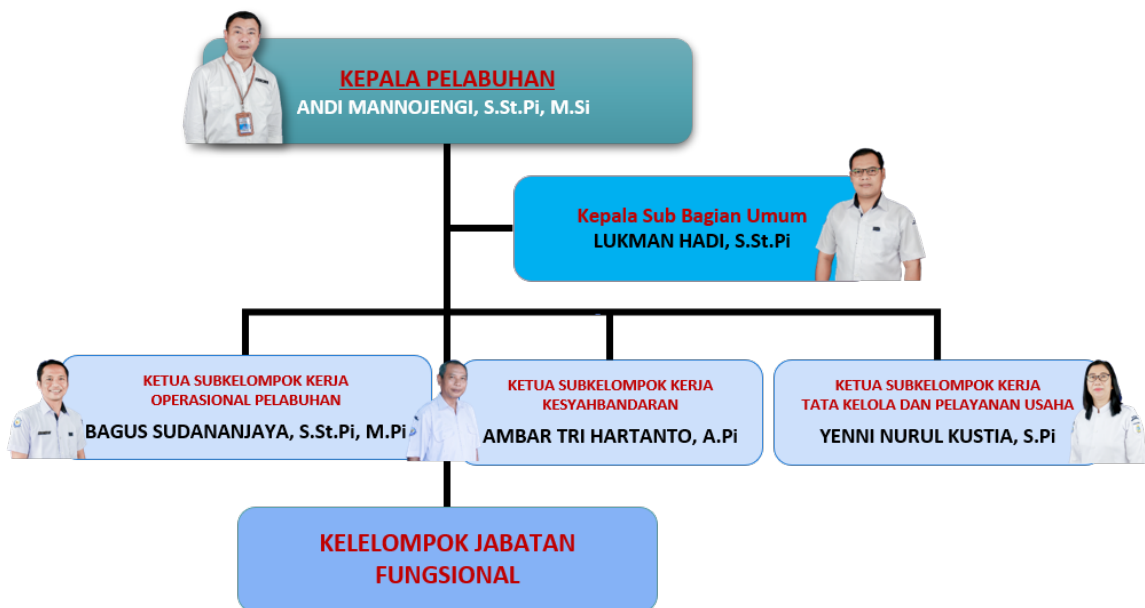 KEPALA PELABUHAN
ANDI MANNOJENGI, S.St.Pi, M.Si
Kepala Sub Bagian Umum
LUKMAN HADI, S.St.Pi
KETUA SUBKELOMPOK KERJA
OPERASIONAL PELABUHAN
BAGUS SUDANANJAYA, S.St.Pi, M.Pi
KETUA SUBKELOMPOK KERJA
KESYAHBANDARAN
AMBAR TRI HARTANTO, A.Pi
KETUA SUBKELOMPOK KERJA
TATA KELOLA DAN PELAYANAN USAHA
YENNI NURUL KUSTIA, S.Pi
KELELOMPOK JABATAN
FUNGSIONAL